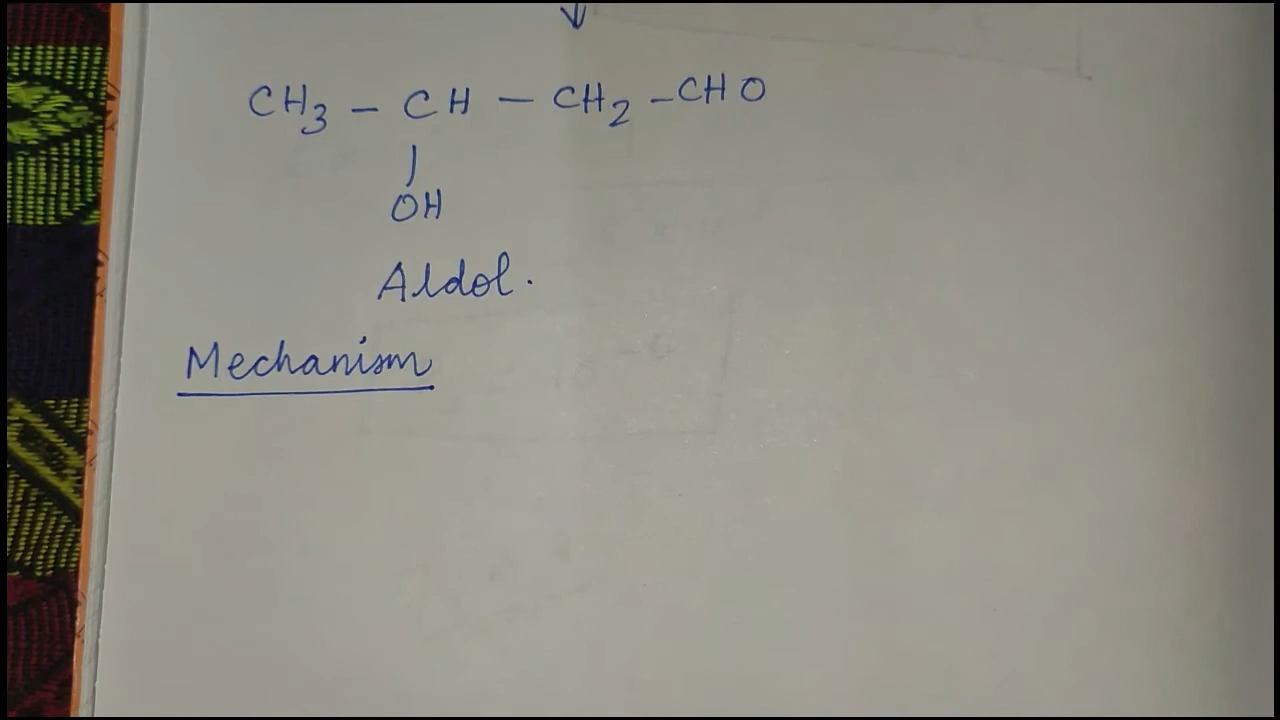 CH3 – CH – CH2 – CHO
|
OH
Aldol.
Mechanism